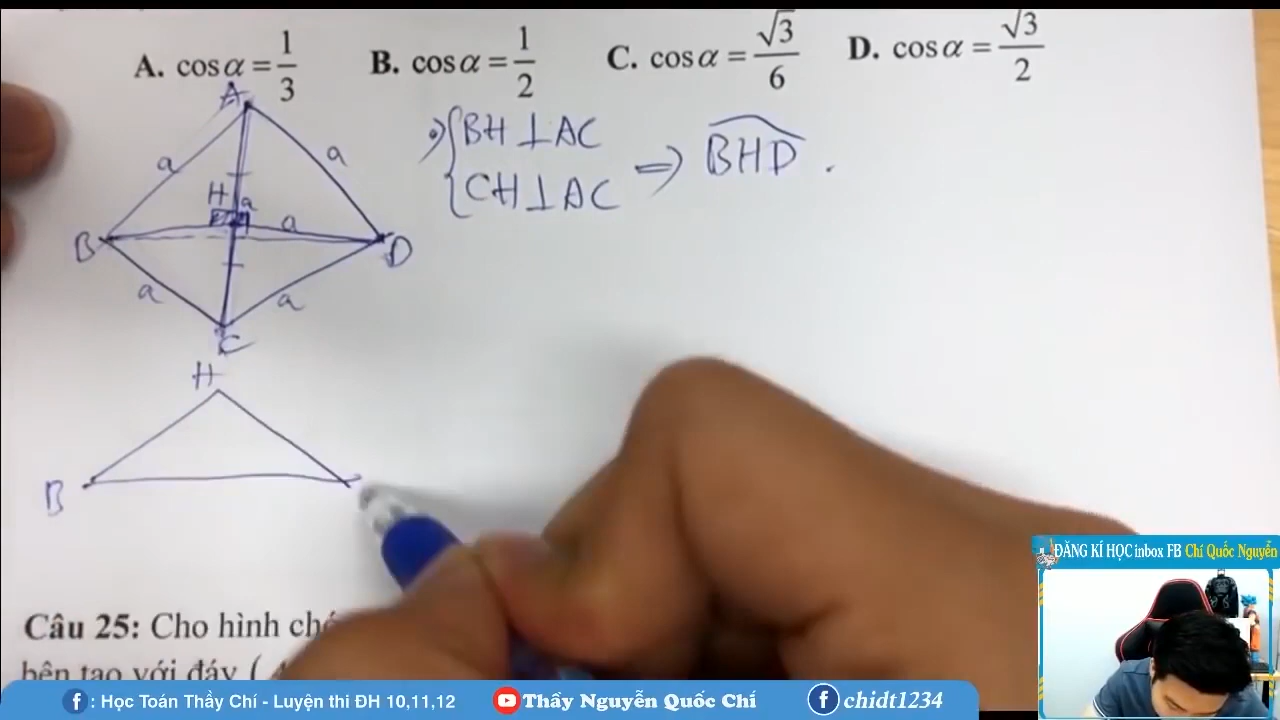 A. cosα = 1/3 B. cosα = 1/2 C. cosα = √3/6 D. cosα = √3/2
A
a a
H a
a
B D
a a
C
•) { BH ⊥ AC
{ CH ⊥ AC ⇒ BHD .
H
B
Câu 25: Cho hình
bên tạo với đáy (
ĐĂNG KÍ HỌC inbox FB Chí Quốc Nguyễn
f : Học Toán Thầy Chí - Luyện thi ĐH 10,11,12 Thầy Nguyễn Quốc Chí f chidt1234